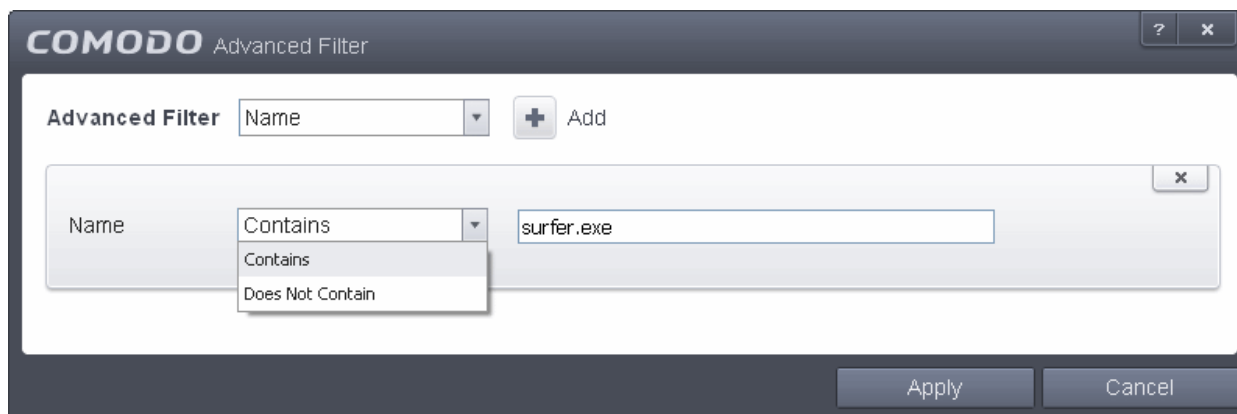 COMODO Advanced Filter ? ×
Advanced Filter Name + Add
×
Name Contains surfer.exe
Contains
Does Not Contain
Apply Cancel